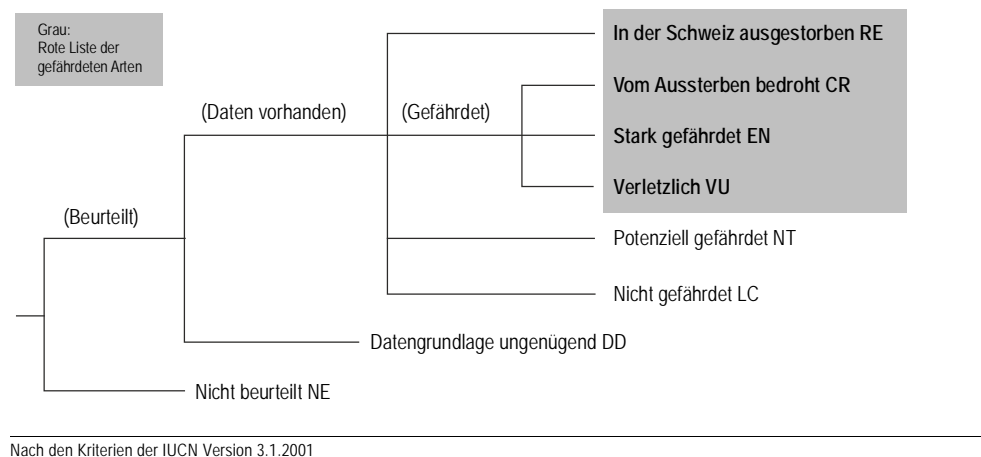 Grau:
Rote Liste der
gefährdeten Arten
In der Schweiz ausgestorben RE
Vom Aussterben bedroht CR
(Daten vorhanden)
(Gefährdet)
Stark gefährdet EN
Verletzlich VU
(Beurteilt)
Potenziell gefährdet NT
Nicht gefährdet LC
Datengrundlage ungenügend DD
Nicht beurteilt NE
Nach den Kriterien der IUCN Version 3.1.2001